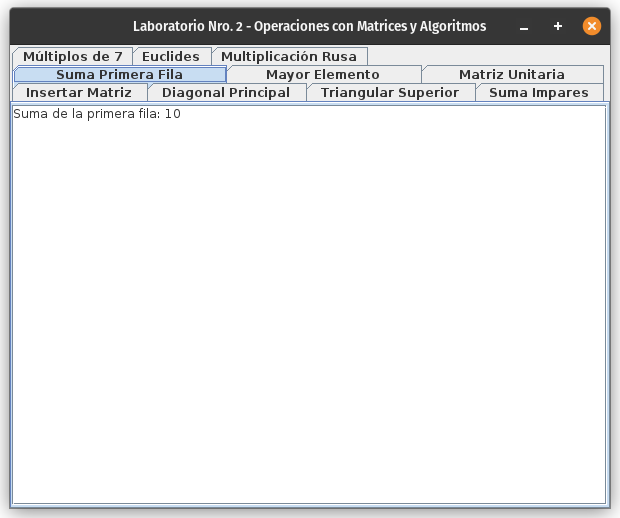 Laboratorio Nro. 2 - Operaciones con Matrices y Algoritmos
Múltiplos de 7 Euclides Multiplicación Rusa
Suma Primera Fila Mayor Elemento Matriz Unitaria
Insertar Matriz Diagonal Principal Triangular Superior Suma Impares
Suma de la primera fila: 10